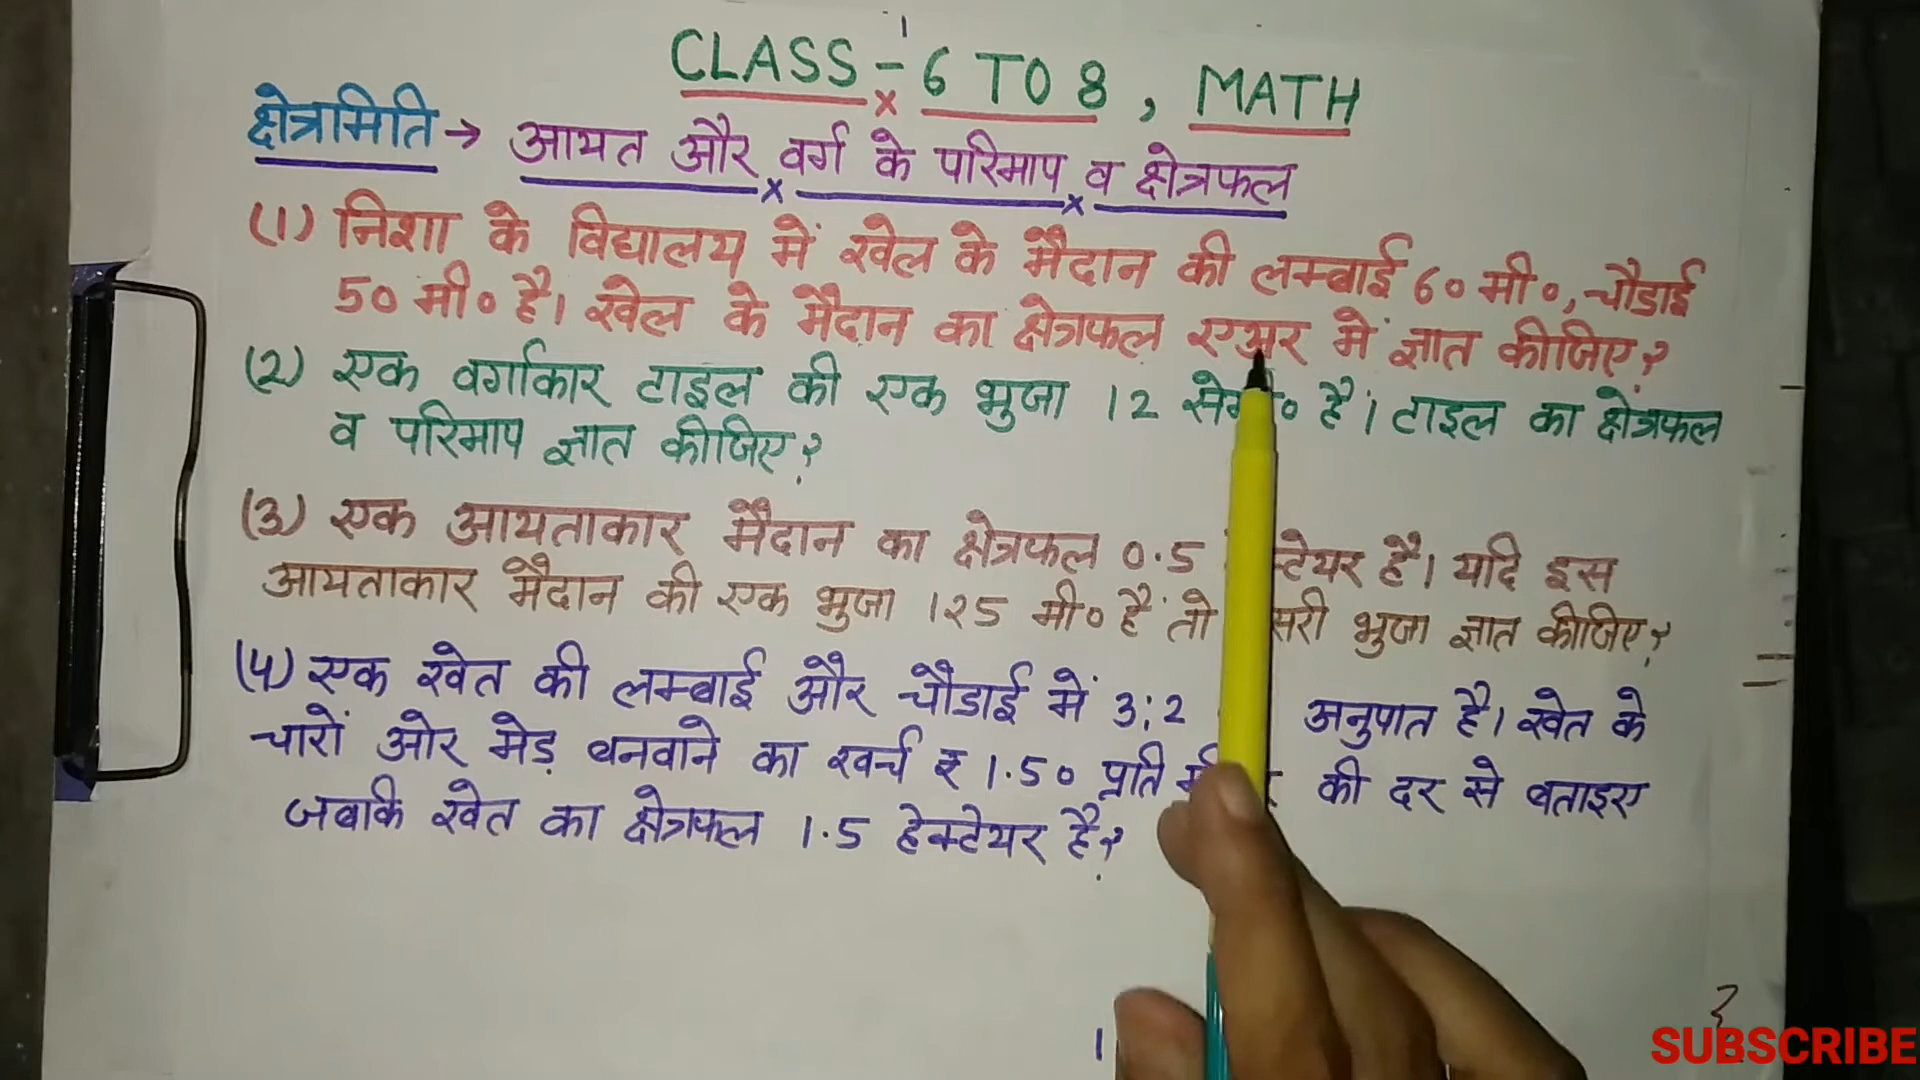 CLASS - 6 TO 8, MATH
क्षेत्रमिति → आयत और वर्ग के परिमाप व क्षेत्रफल
(1) निशा के विद्यालय में खेल के मैदान की लम्बाई 60 मी०, चौडाई
50 मी० है। खेल के मैदान का क्षेत्रफल एअर में ज्ञात कीजिए?
(2) एक वर्गाकार टाइल की एक भुजा 12 है। टाइल का क्षेत्रफल
व परिमाप ज्ञात कीजिए?
(3) एक आयताकार मैदान का क्षेत्रफल 0.5 है। यदि इस
आयताकार मैदान की एक भुजा 125 मी० है तो भुजा ज्ञात कीजिए?
(4) एक खेत की लम्बाई और चौडाई में 3:2 अनुपात है। खेत के
चारों ओर मेड़ बनवाने का खर्च ₹ 1.50 प्रति की दर से बताइए
जबकि खेत का क्षेत्रफल 1.5 हेक्टेयर है?
SUBSCRIBE